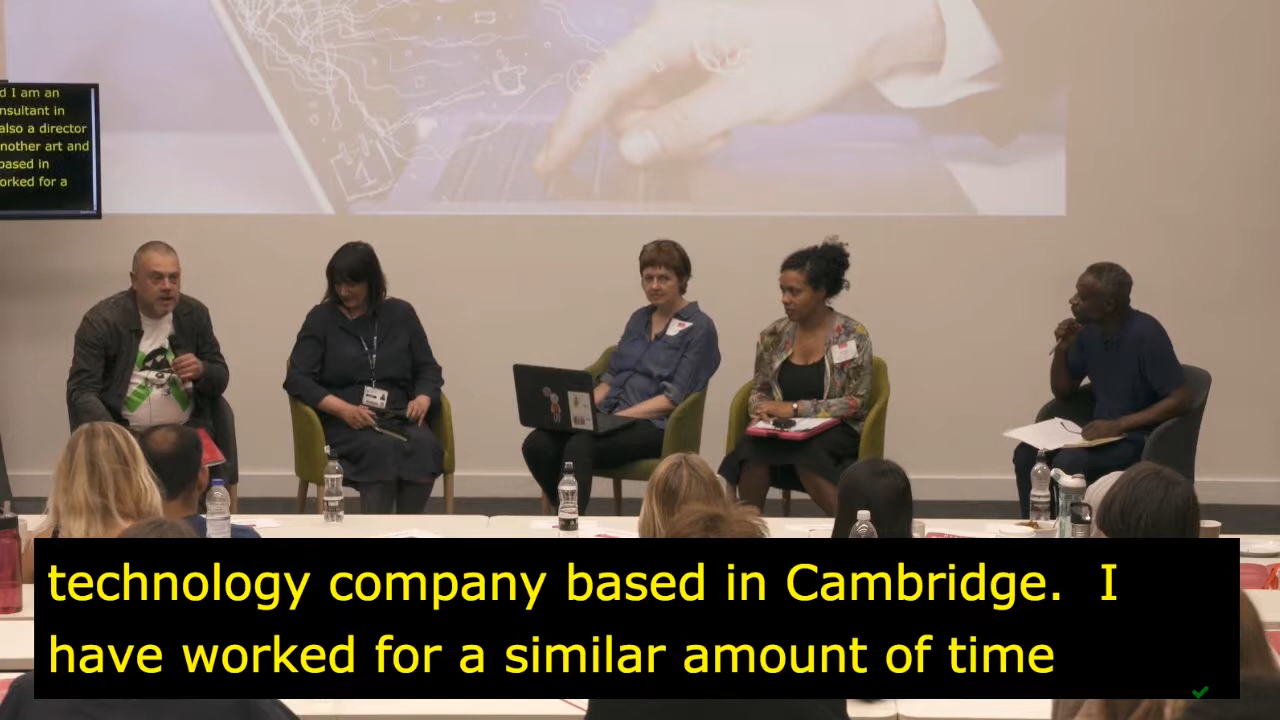 d I am an
nsultant in
also a director
nother art and
based in
orked for a
technology company based in Cambridge. I
have worked for a similar amount of time